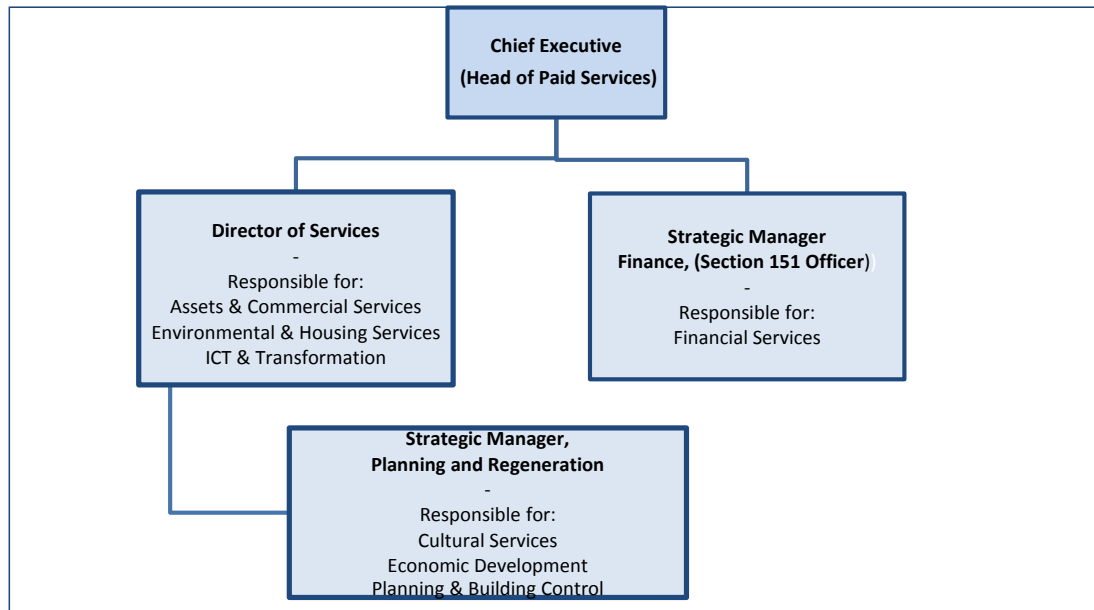 Chief Executive
(Head of Paid Services)
Director of Services
-
Responsible for:
Assets & Commercial Services
Environmental & Housing Services
ICT & Transformation
Strategic Manager
Finance, (Section 151 Officer))
-
Responsible for:
Financial Services
Strategic Manager,
Planning and Regeneration
-
Responsible for:
Cultural Services
Economic Development
Planning & Building Control